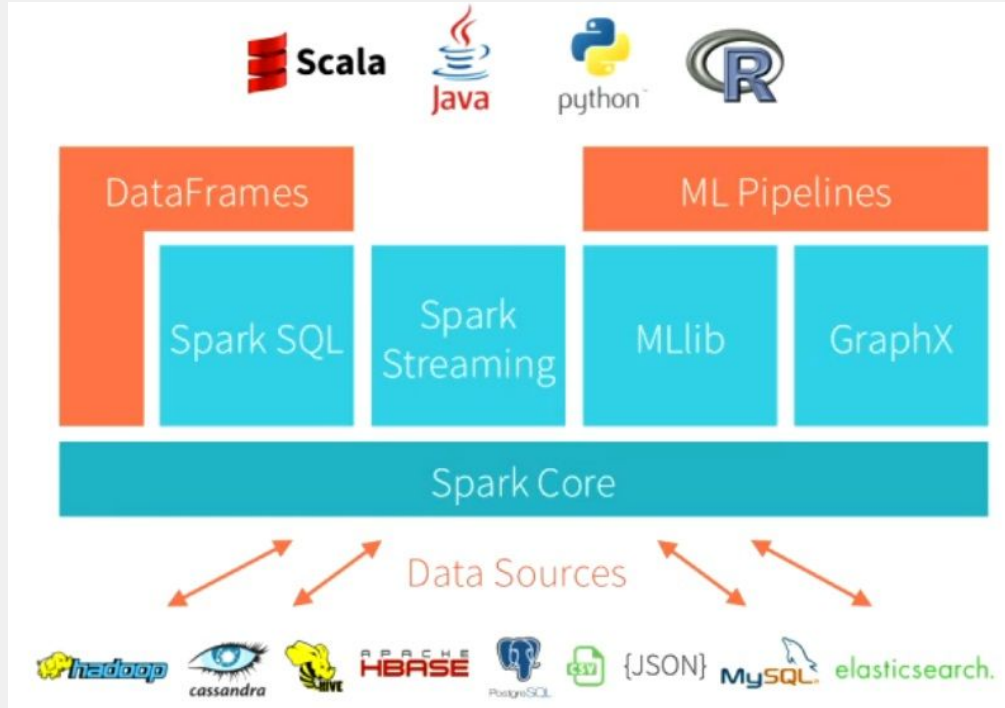 Scala
Java
python
R
DataFrames
ML Pipelines
Spark SQL
Spark
Streaming
MLlib
GraphX
Spark Core
Data Sources
hadoop
cassandra
HIVE
APACHE
HBASE
PostgreSQL
CSV
{JSON}
MySQL
elasticsearch.